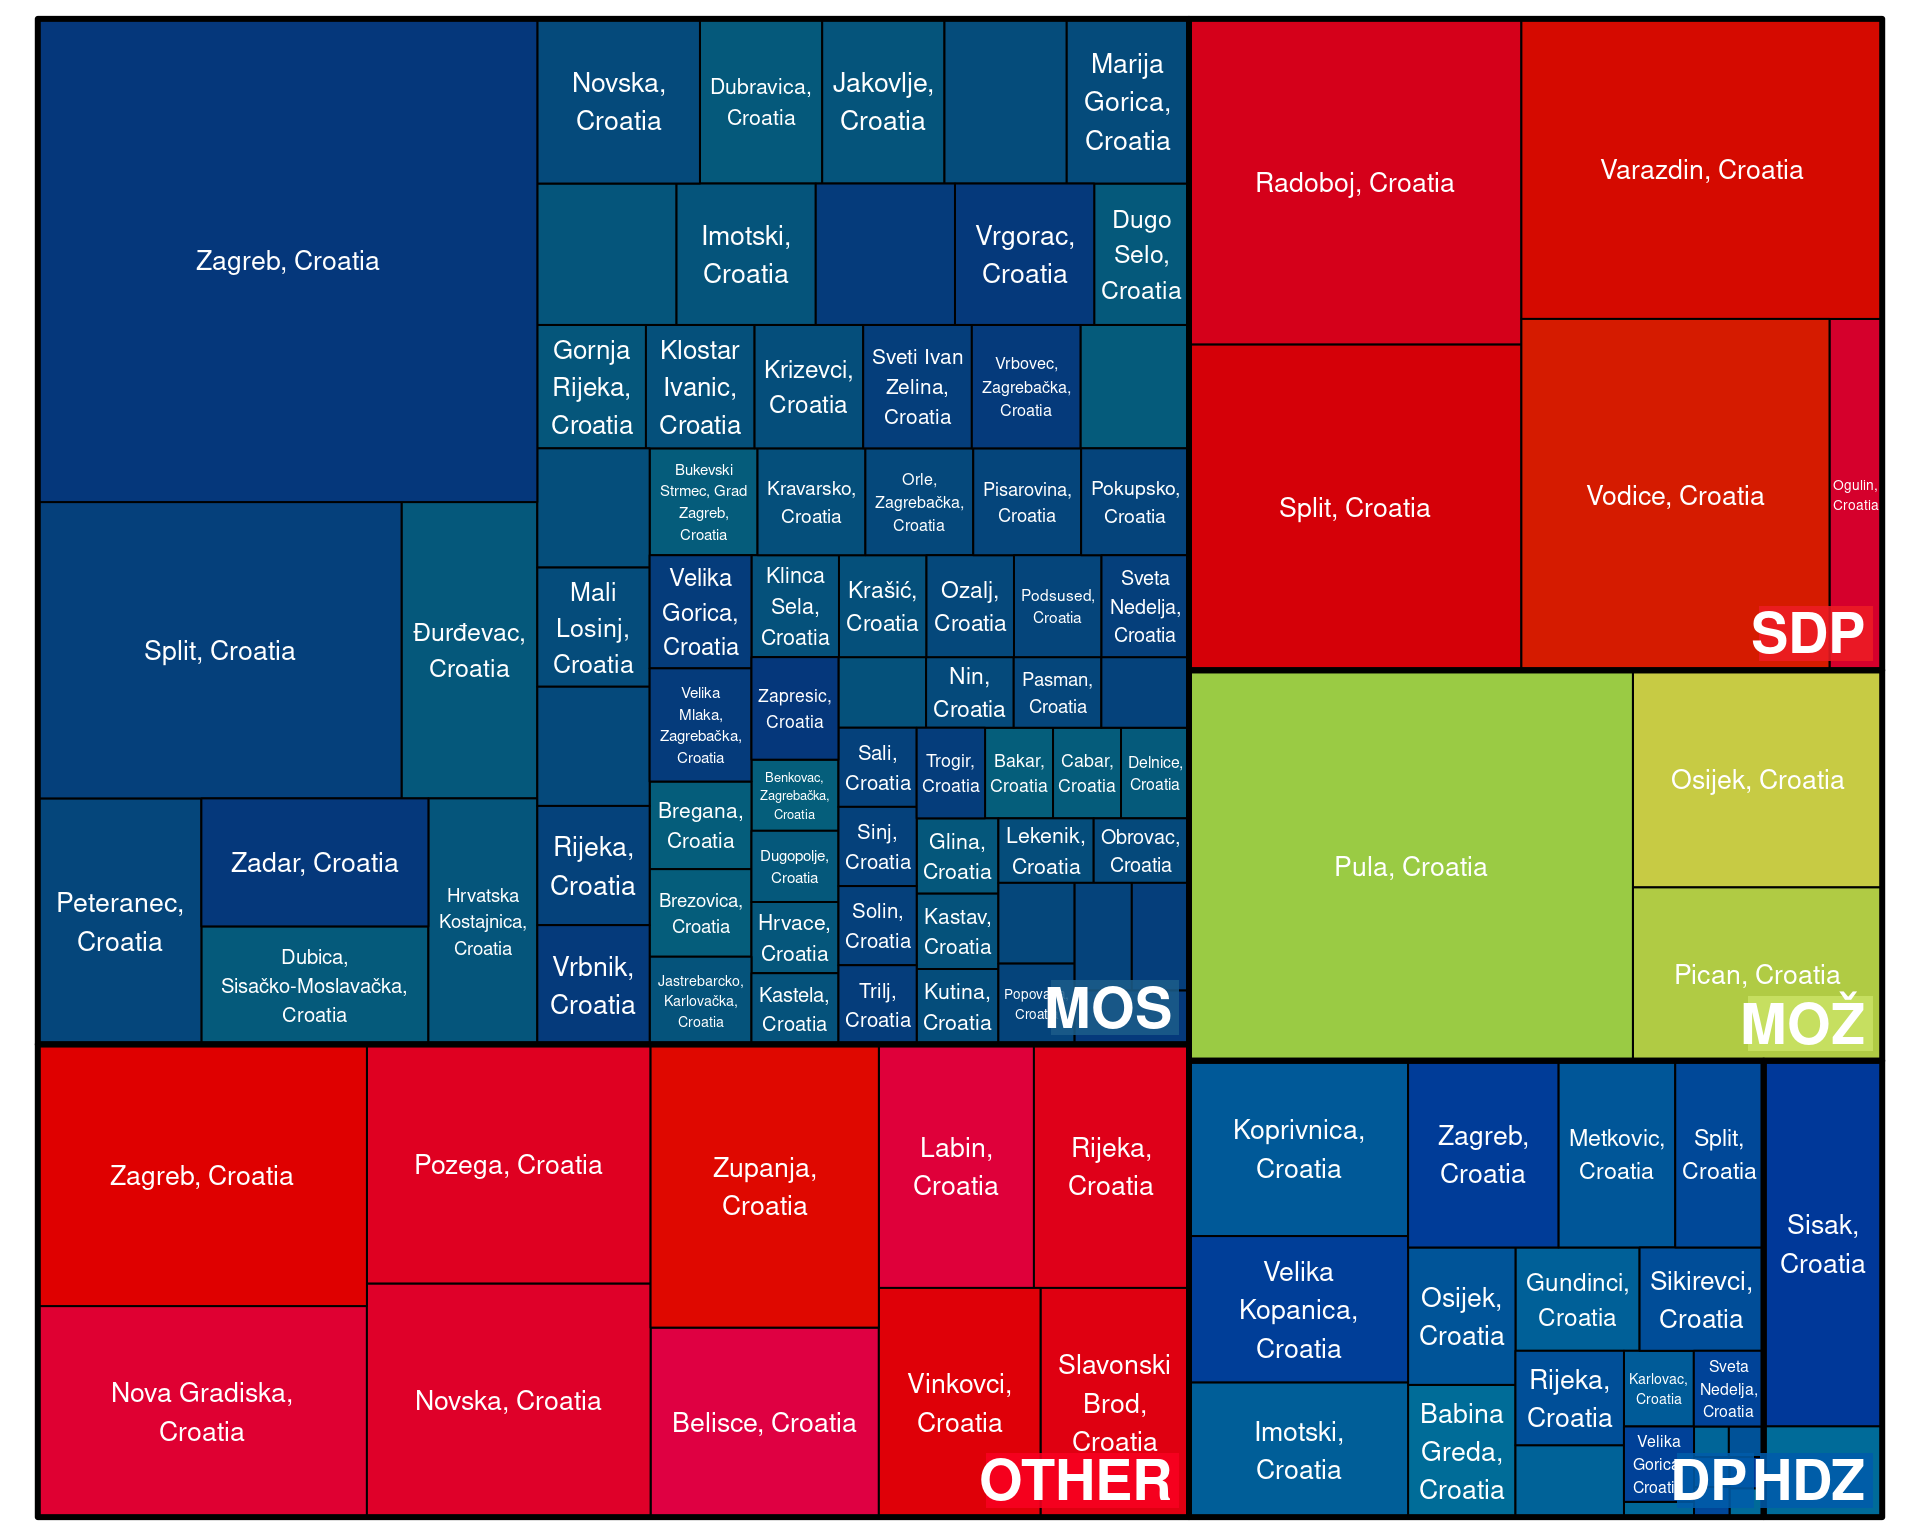 Zagreb, Croatia
Split, Croatia
Đurđevac,
Croatia
Peteranec,
Croatia
Zadar, Croatia
Dubica,
Sisačko-Moslavačka,
Croatia
Hrvatska
Kostajnica,
Croatia
Novska,
Croatia
Dubravica,
Croatia
Jakovlje,
Croatia
Marija
Gorica,
Croatia
Imotski,
Croatia
Vrgorac,
Croatia
Dugo
Selo,
Croatia
Gornja
Rijeka,
Croatia
Klostar
Ivanic,
Croatia
Krizevci,
Croatia
Sveti Ivan
Zelina,
Croatia
Vrbovec,
Zagrebačka,
Croatia
Mali
Losinj,
Croatia
Rijeka,
Croatia
Vrbnik,
Croatia
Bukevski
Strmec, Grad
Zagreb,
Croatia
Kravarsko,
Croatia
Orle,
Zagrebačka,
Croatia
Pisarovina,
Croatia
Pokupsko,
Croatia
Velika
Gorica,
Croatia
Velika
Mlaka,
Zagrebačka,
Croatia
Bregana,
Croatia
Brezovica,
Croatia
Jastrebarcko,
Karlovačka,
Croatia
Klinca
Sela,
Croatia
Krašić,
Croatia
Ozalj,
Croatia
Podsused,
Croatia
Sveta
Nedelja,
Croatia
Zapresic,
Croatia
Benkovac,
Zagrebačka,
Croatia
Dugopolje,
Croatia
Hrvace,
Croatia
Kastela,
Croatia
Nin,
Croatia
Pasman,
Croatia
Sali,
Croatia
Sinj,
Croatia
Solin,
Croatia
Trilj,
Croatia
Trogir,
Croatia
Bakar,
Croatia
Cabar,
Croatia
Delnice,
Croatia
Glina,
Croatia
Kastav,
Croatia
Kutina,
Croatia
Lekenik,
Croatia
Obrovac,
Croatia
MOS
Radoboj, Croatia
Split, Croatia
Varazdin, Croatia
Vodice, Croatia
Ogulin,
Croatia
SDP
Pula, Croatia
Osijek, Croatia
Pican, Croatia
MOŽ
Zagreb, Croatia
Nova Gradiska,
Croatia
Pozega, Croatia
Novska, Croatia
Zupanja,
Croatia
Belisce, Croatia
Labin,
Croatia
Rijeka,
Croatia
Vinkovci,
Croatia
Slavonski
Brod,
Croatia
OTHER
Koprivnica,
Croatia
Velika
Kopanica,
Croatia
Imotski,
Croatia
Zagreb,
Croatia
Metkovic,
Croatia
Split,
Croatia
Osijek,
Croatia
Babina
Greda,
Croatia
Gundinci,
Croatia
Sikirevci,
Croatia
Rijeka,
Croatia
Karlovac,
Croatia
Sveta
Nedelja,
Croatia
Velika
Gorica
Croatia
DP
Sisak,
Croatia
HDZ